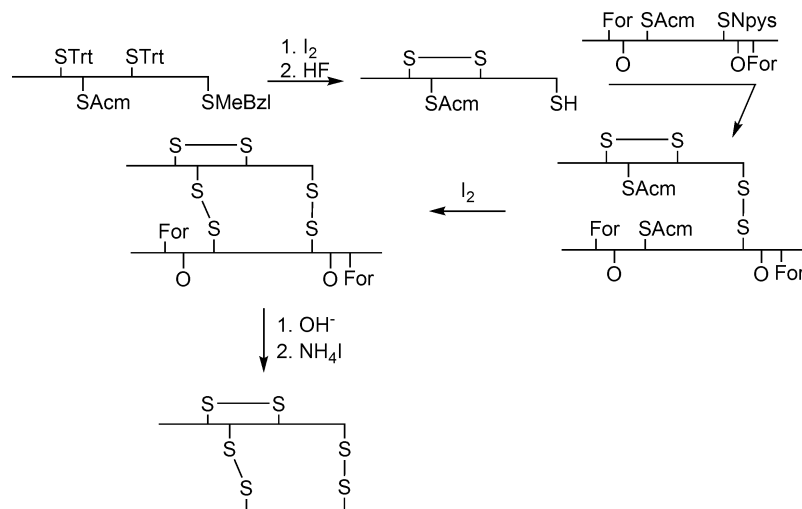 STrt STrt
SAcm SMeBzl
1. I₂
2. HF
S S
SAcm SH
For SAcm SNpys
O O For
S S
SAcm
S
S
For SAcm
O O For
I₂
S S
S S
S S
For
O O For
1. OH⁻
2. NH₄I
S S
S S
S S